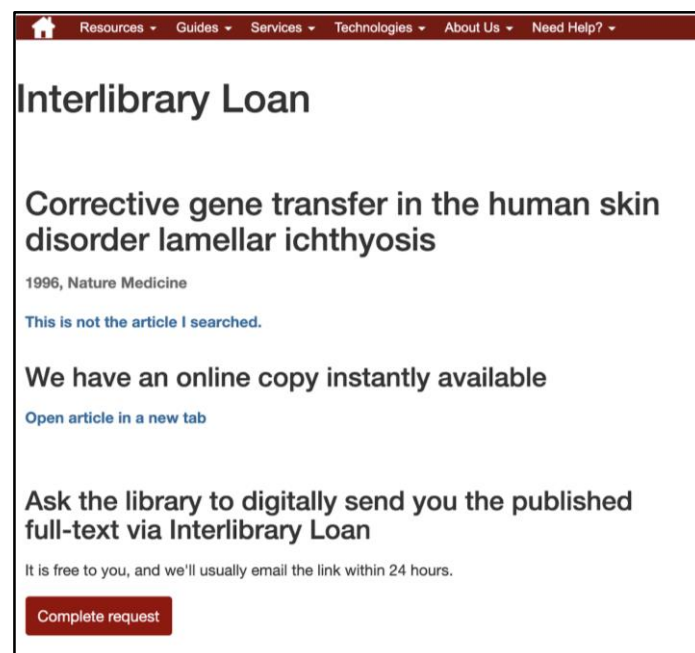 Resources Guides Services Technologies About Us Need Help?
Interlibrary Loan
Corrective gene transfer in the human skin
disorder lamellar ichthyosis
1996, Nature Medicine
This is not the article I searched.
We have an online copy instantly available
Open article in a new tab
Ask the library to digitally send you the published
full-text via Interlibrary Loan
It is free to you, and we'll usually email the link within 24 hours.
Complete request